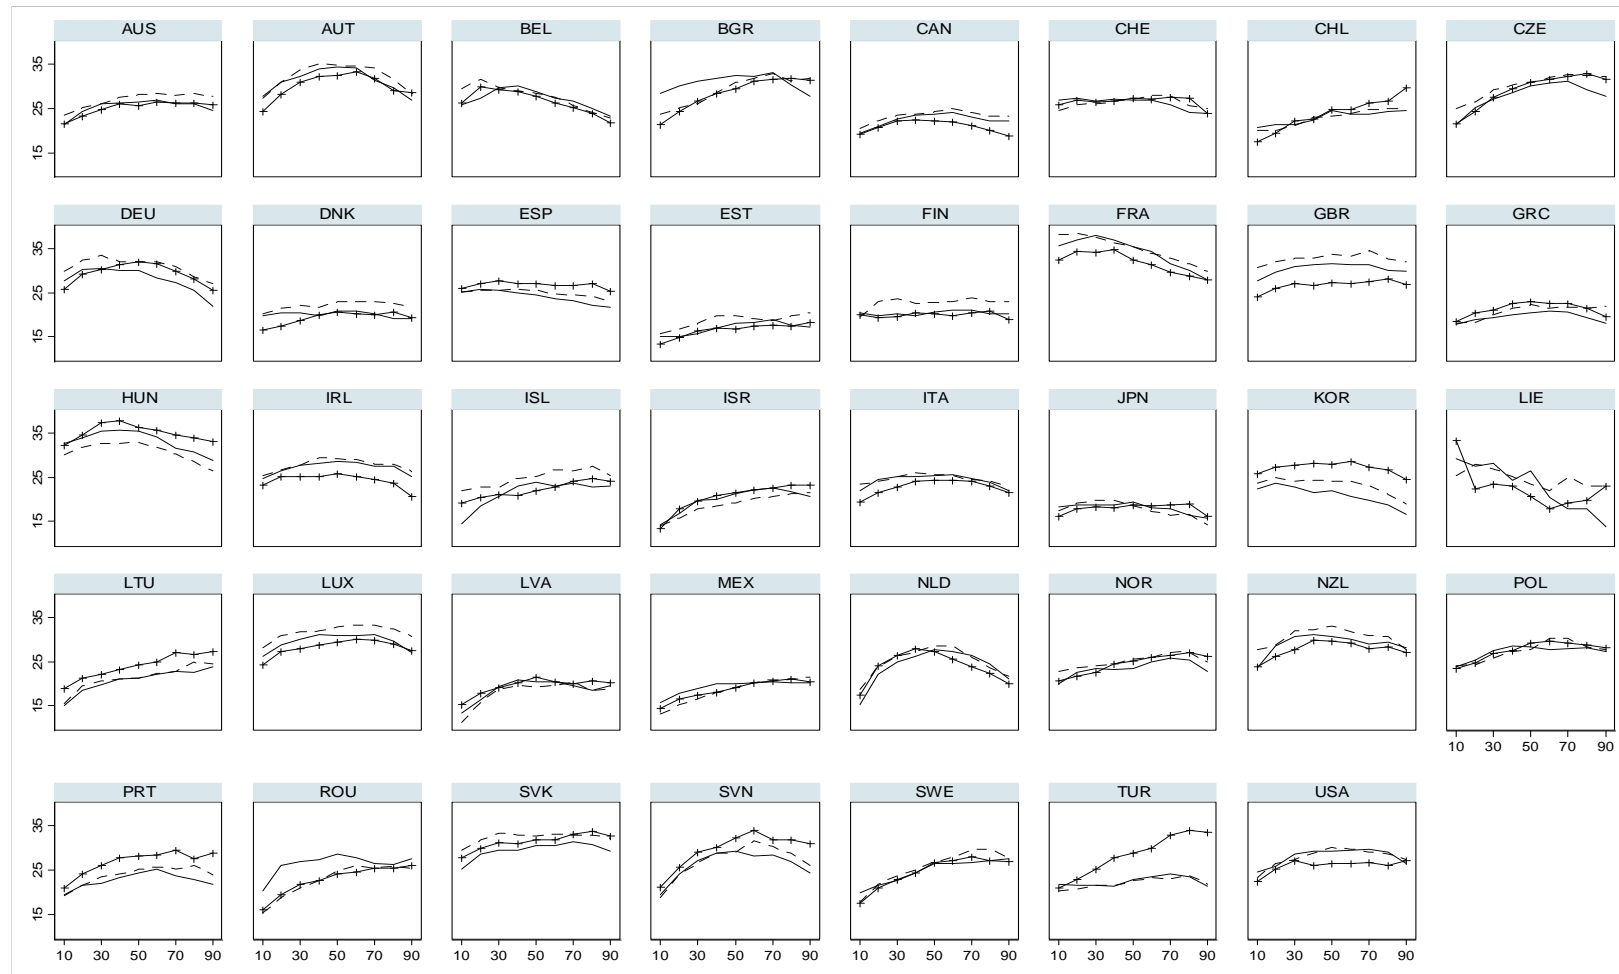 AUS AUT BEL BGR CAN CHE CHL CZE
35
25
15
DEU DNK ESP EST FIN FRA GBR GRC
35
25
15
HUN IRL ISL ISR ITA JPN KOR LIE
35
25
15
LTU LUX LVA MEX NLD NOR NZL POL
35
25
15
10 30 50 70 90
PRT ROU SVK SVN SWE TUR USA
35
25
15
10 30 50 70 90 10 30 50 70 90 10 30 50 70 90 10 30 50 70 90 10 30 50 70 90 10 30 50 70 90 10 30 50 70 90